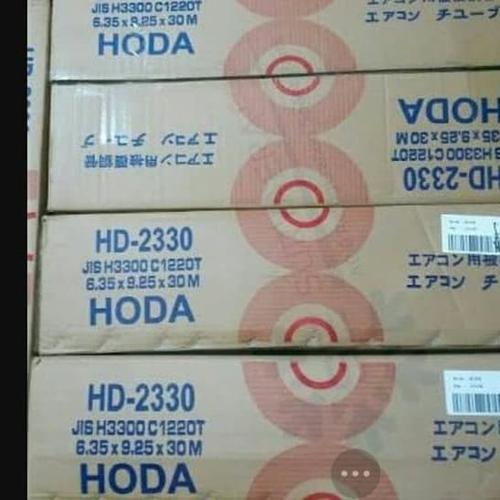 JIS H3300 C1220T
6.35 x 9.25 x 30 M
HODA
エアコン チューブ
エアコン用被覆銅管
エアコン チューブ
HODA
6.35 x 9.25 x 30 M
JIS H3300 C1220T
HD-2330
HD-2330
JIS H3300 C1220T
6.35 x 9.25 x 30 M
HODA
エアコン用被
エアコン チ
HD-2330
JIS H3300 C1220T
6.35 x 9.25 x 30 M
HODA
エアコン
エアコン